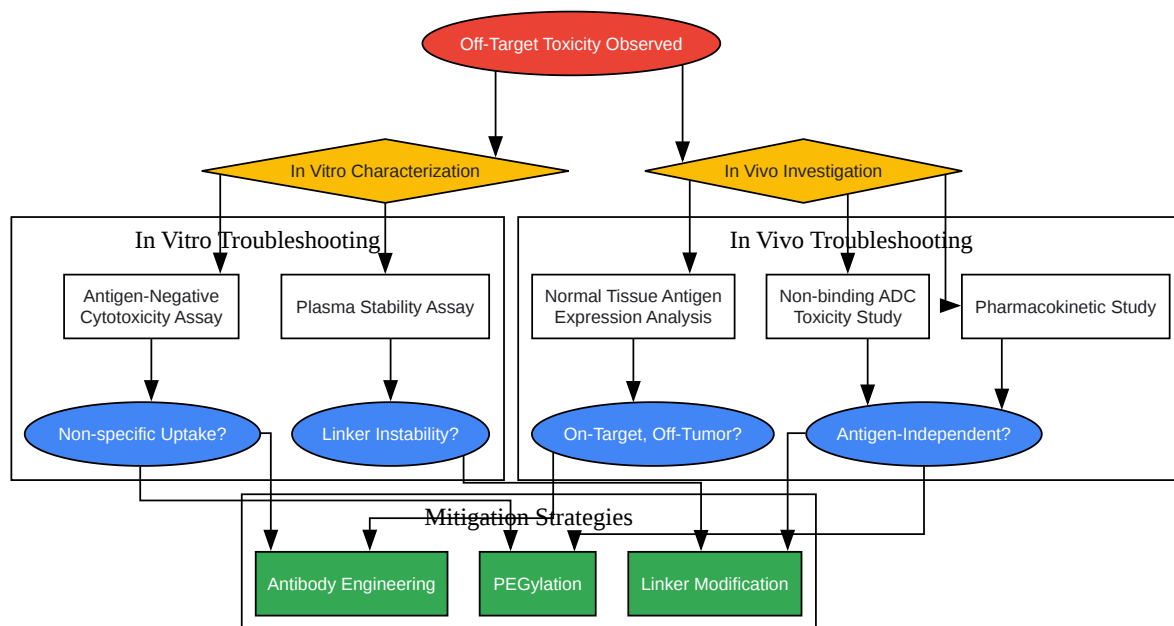 Off-Target Toxicity Observed
In Vitro Characterization
In Vivo Investigation
In Vitro Troubleshooting
In Vivo Troubleshooting
Antigen-Negative
Cytotoxicity Assay
Plasma Stability Assay
Normal Tissue Antigen
Expression Analysis
Non-binding ADC
Toxicity Study
Pharmacokinetic Study
Non-specific Uptake?
Linker Instability?
On-Target, Off-Tumor?
Antigen-Independent?
Mitigation Strategies
Antibody Engineering
PEGylation
Linker Modification